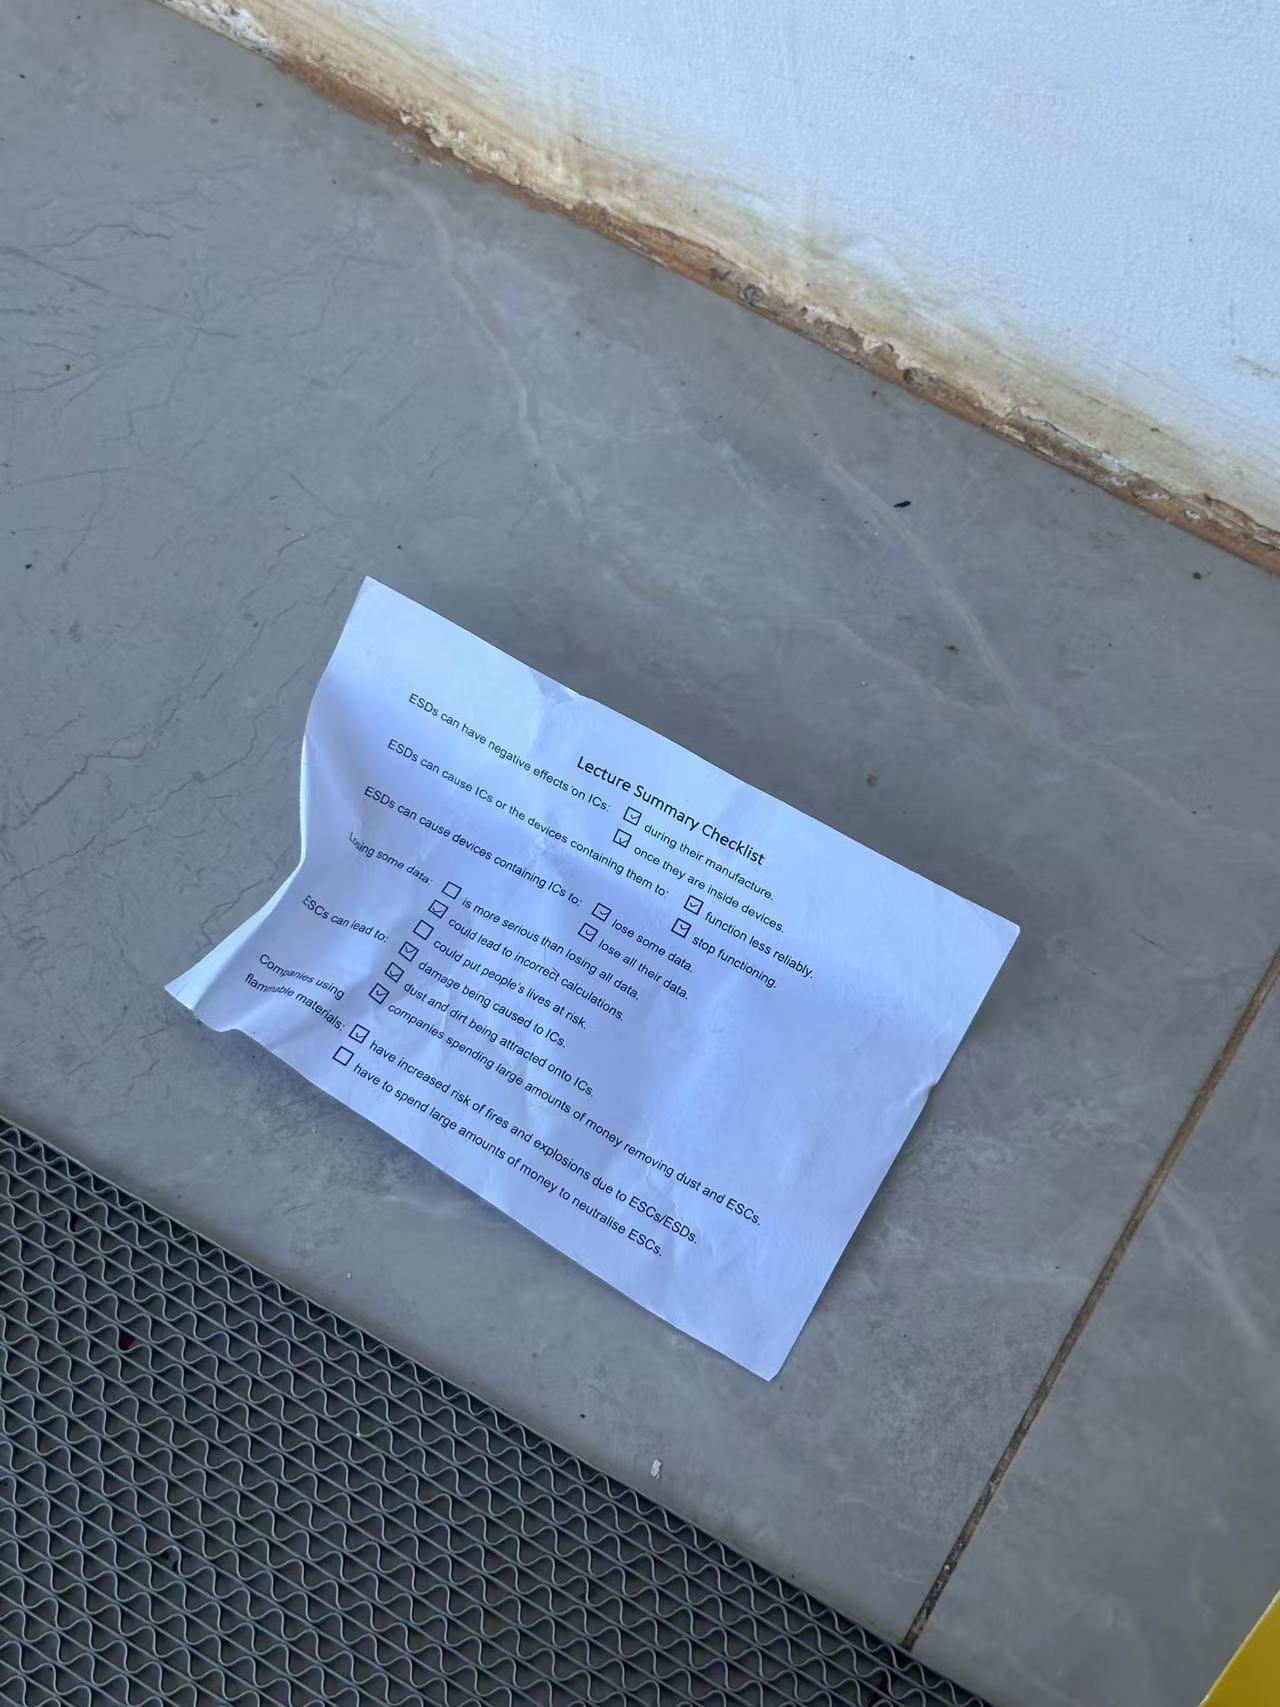 Lecture Summary Checklist
ESDs can have negative effects on ICs: ☑ during their manufacture.
☑ once they are inside devices.
ESDs can cause ICs or the devices containing them to: ☑ function less reliably.
☑ stop functioning.
ESDs can cause devices containing ICs to: ☑ lose some data.
☑ lose all their data.
Losing some data: ☐ is more serious than losing all data.
☑ could lead to incorrect calculations.
☐ could put people's lives at risk.
ESCs can lead to: ☑ damage being caused to ICs.
☑ dust and dirt being attracted onto ICs.
☑ companies spending large amounts of money removing dust and ESCs.
Companies using
flammable materials: ☑ have increased risk of fires and explosions due to ESCs/ESDs.
☐ have to spend large amounts of money to neutralise ESCs.